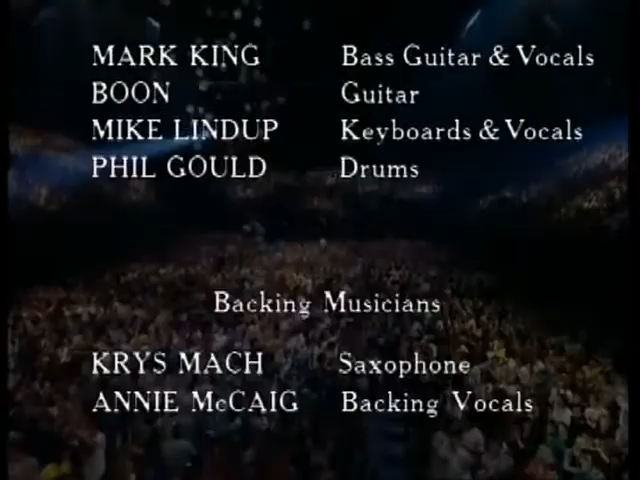 MARK KING Bass Guitar & Vocals
BOON Guitar
MIKE LINDUP Keyboards & Vocals
PHIL GOULD Drums
Backing Musicians
KRYS MACH Saxophone
ANNIE McCAIG Backing Vocals